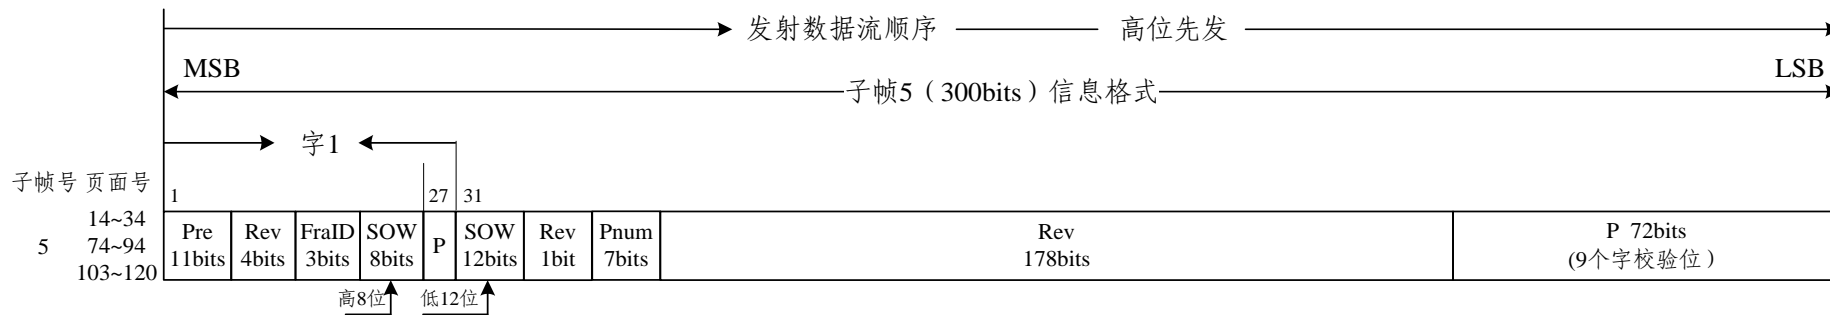 发射数据流顺序 高位先发
MSB LSB
子帧5（300bits）信息格式
字1
子帧号 页面号 1 27 31
5
14~34
74~94
103~120
Pre
11bits
Rev
4bits
FraID
3bits
SOW
8bits
P
SOW
12bits
Rev
1bit
Pnum
7bits
Rev
178bits
P 72bits
(9个字校验位）
高8位 低12位